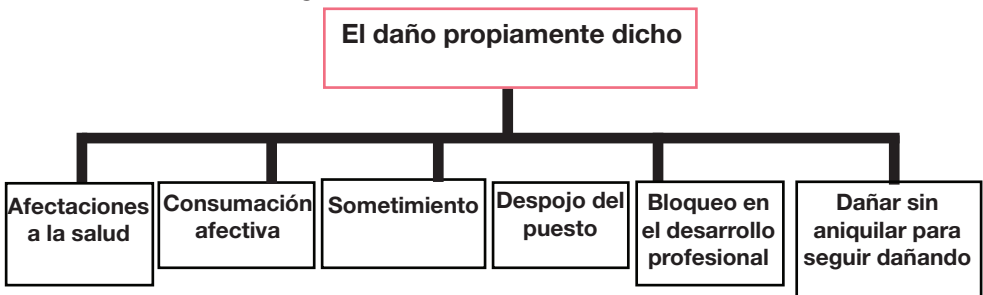 El daño propiamente dicho
Afectaciones
a la salud
Consumación
afectiva
Sometimiento
Despojo del
puesto
Bloqueo en
el desarrollo
profesional
Dañar sin
aniquilar para
seguir dañando